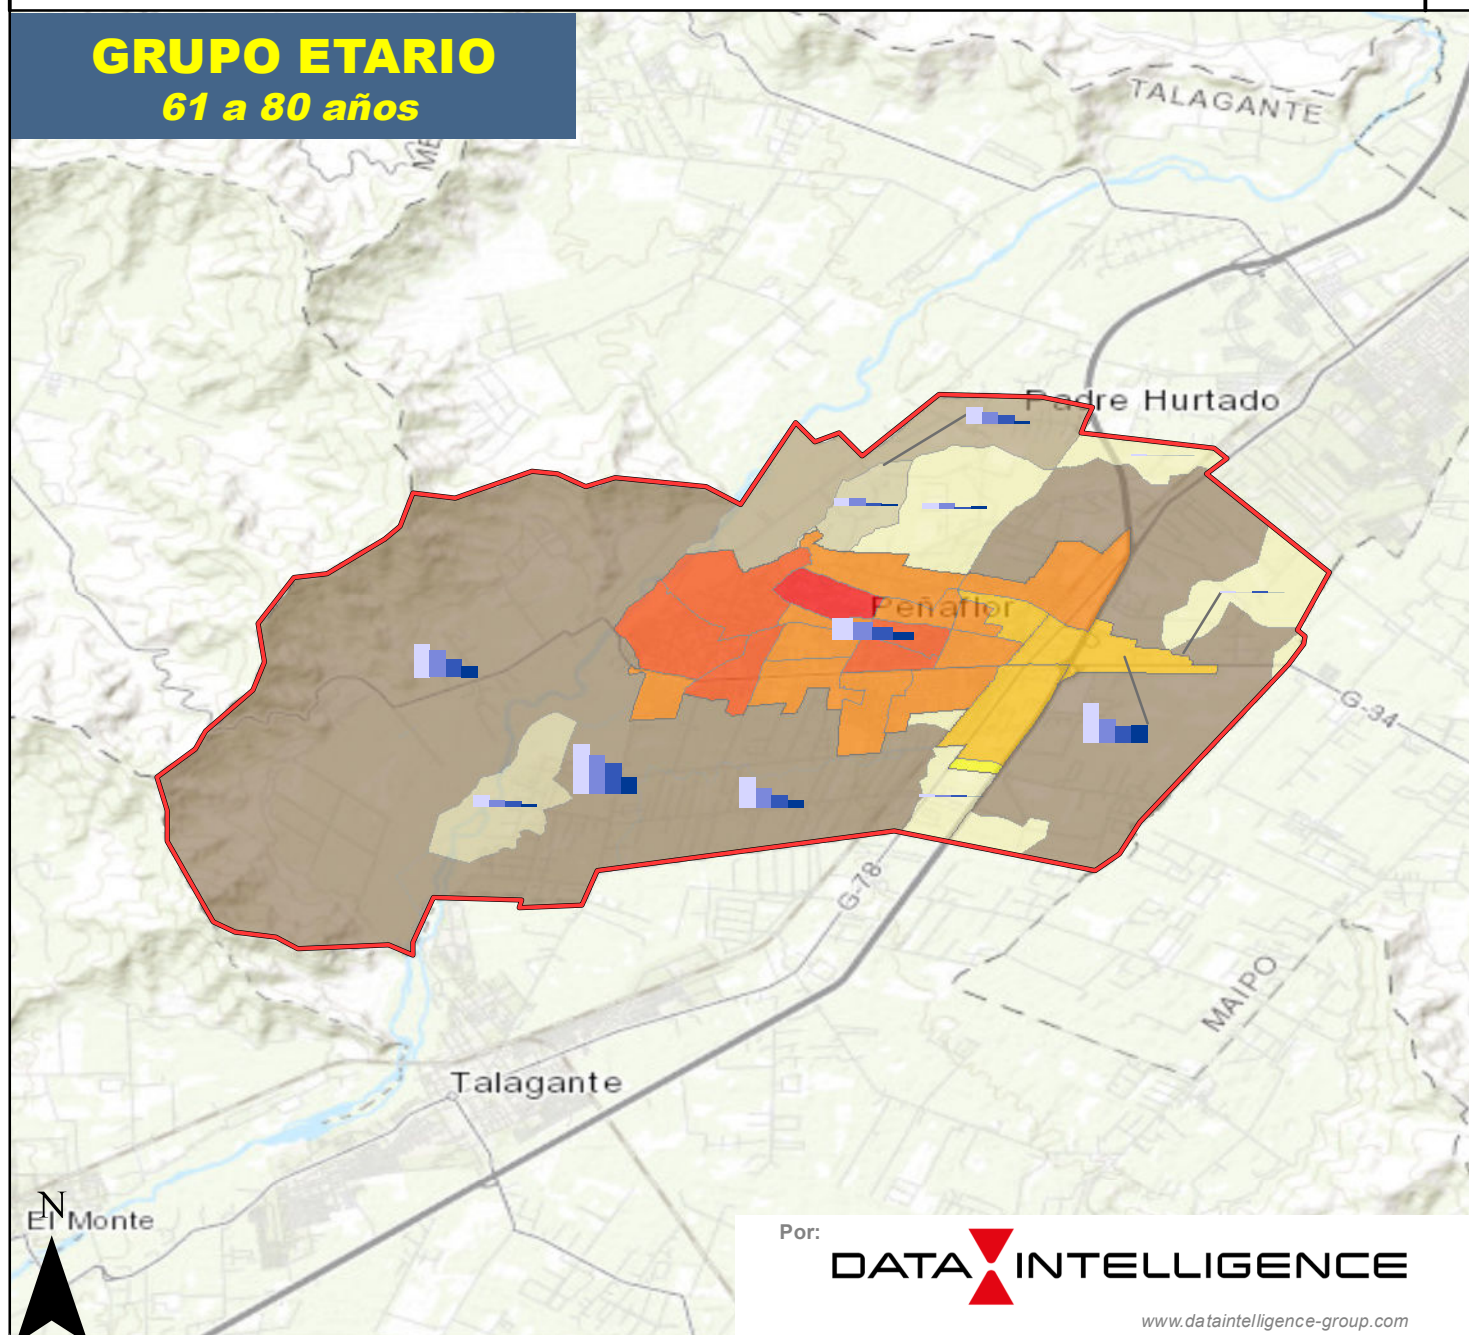 GRUPO ETARIO
61 a 80 años
TALAGANTE
ME
Padre Hurtado
Peñaflor
G-34
G-78
MAIPO
Talagante
N
El Monte
Por:
DATA INTELLIGENCE
www.dataintelligence-group.com